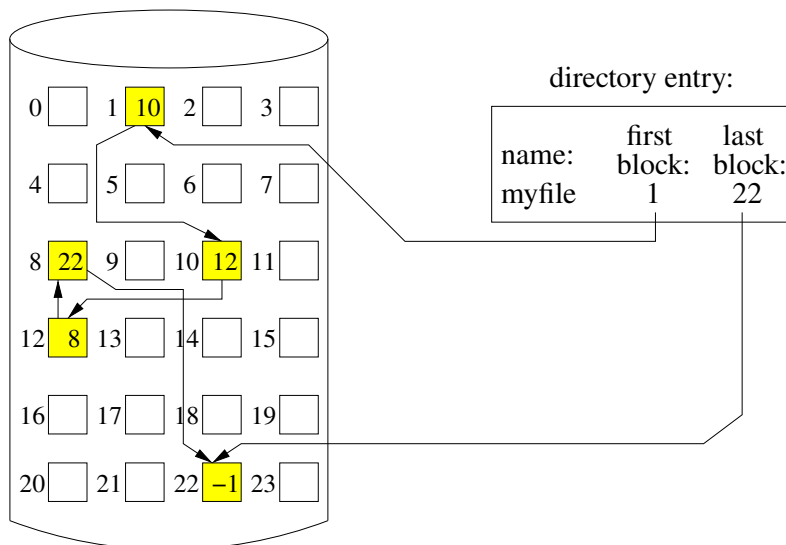 directory entry:
0 1 10 2 3
first last
name: block: block:
myfile 1 22
4 5 6 7
8 22 9 10 12 11
12 8 13 14 15
16 17 18 19
20 21 22 −1 23